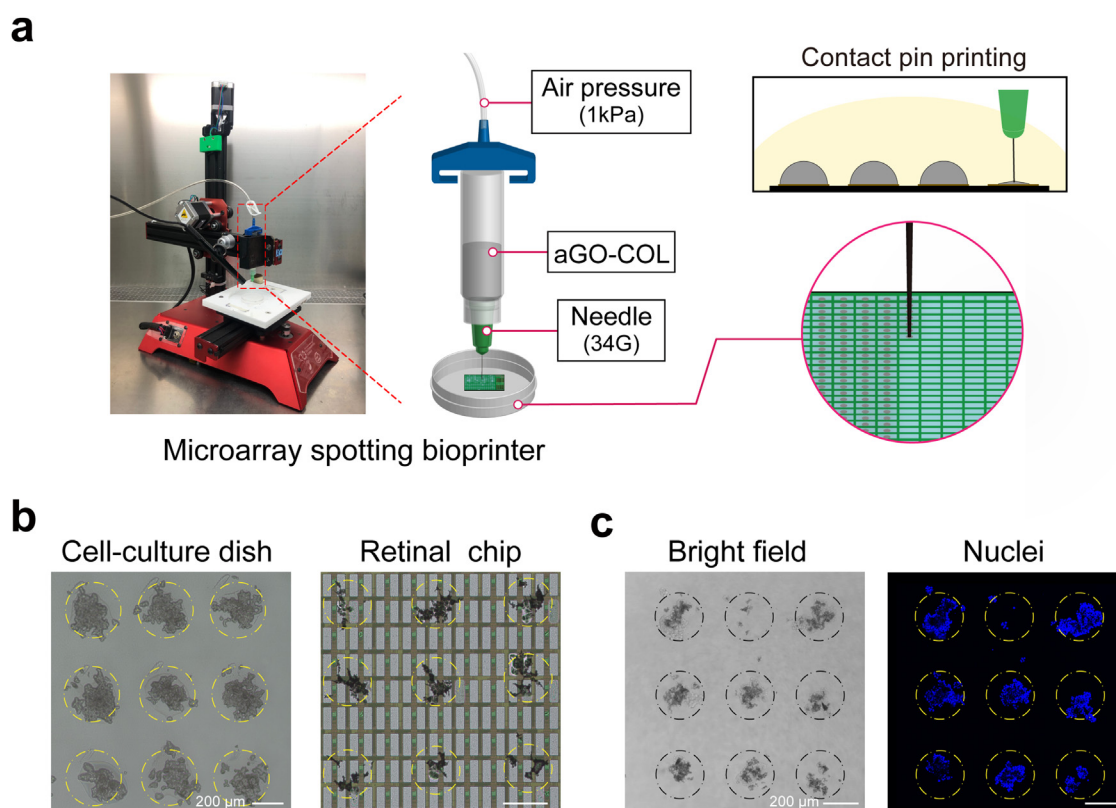 a
Contact pin printing
Air pressure
(1kPa)
aGO-COL
Needle
(34G)
Microarray spotting bioprinter
b
Cell-culture dish
Retinal chip
200 µm
c
Bright field
Nuclei
200 µm